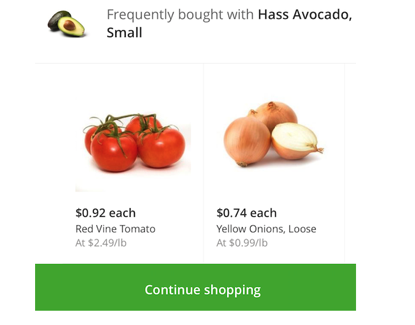 Frequently bought with Hass Avocado,
Small
$0.92 each
Red Vine Tomato
At $2.49/lb
$0.74 each
Yellow Onions, Loose
At $0.99/lb
Continue shopping